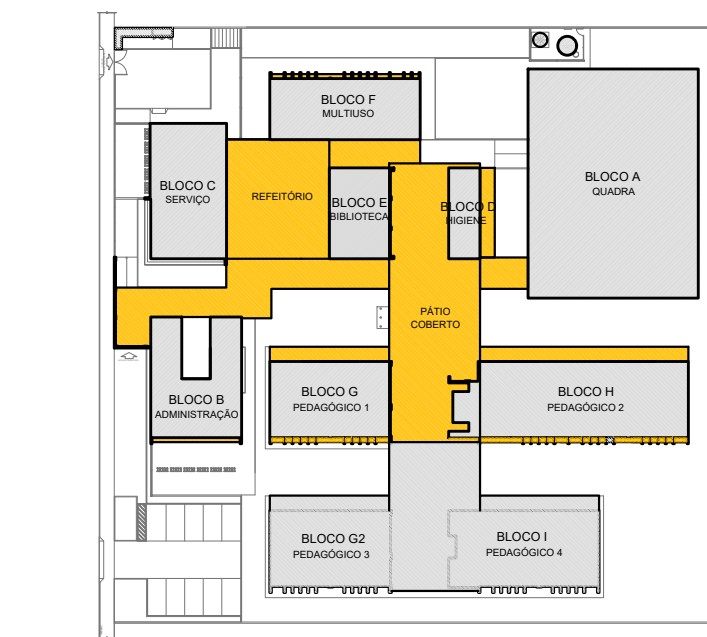 BLOCO F
MULTIUSO
BLOCO C
SERVIÇO
REFEITÓRIO
BLOCO E
BIBLIOTECA
BLOCO D
HIGIENE
BLOCO A
QUADRA
PÁTIO
COBERTO
BLOCO B
ADMINISTRAÇÃO
BLOCO G
PEDAGÓGICO 1
BLOCO H
PEDAGÓGICO 2
BLOCO G2
PEDAGÓGICO 3
BLOCO I
PEDAGÓGICO 4